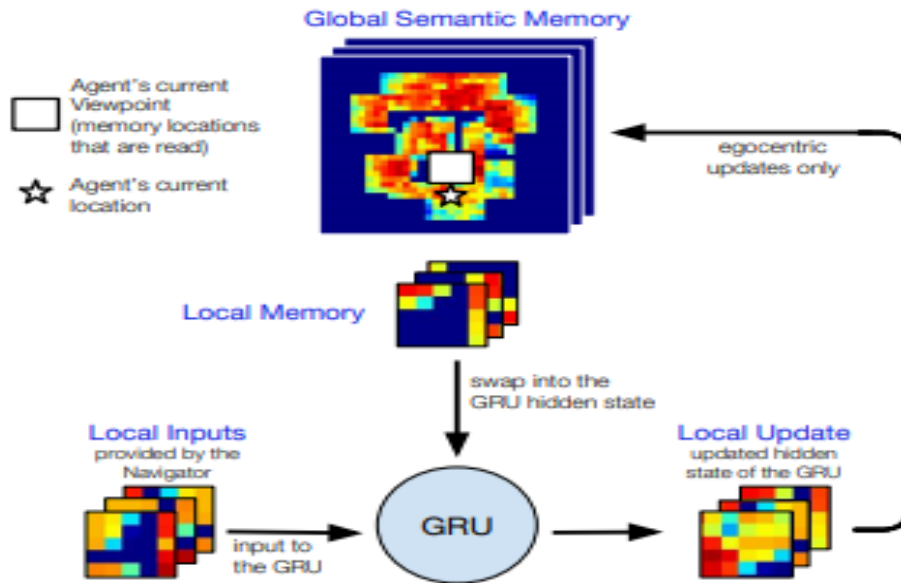 Global Semantic Memory
Agent's current
Viewpoint
(memory locations
that are read)
Agent's current
location
egocentric
updates only
Local Memory
swap into the
GRU hidden state
Local Inputs
provided by the
Navigator
Local Update
updated hidden
state of the GRU
GRU
input to
the GRU